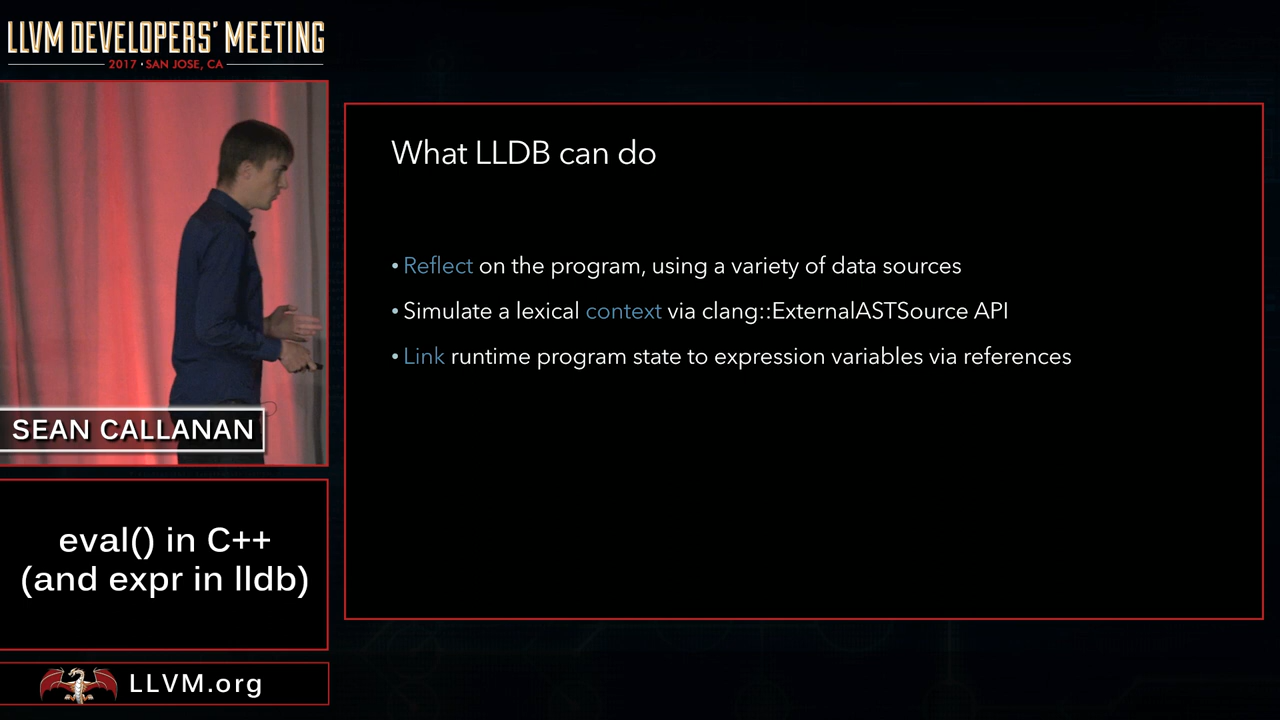 LLVM DEVELOPERS' MEETING
2017 · SAN JOSE, CA
SEAN CALLANAN
eval() in C++
(and expr in lldb)
LLVM.org
What LLDB can do
• Reflect on the program, using a variety of data sources
• Simulate a lexical context via clang::ExternalASTSource API
• Link runtime program state to expression variables via references